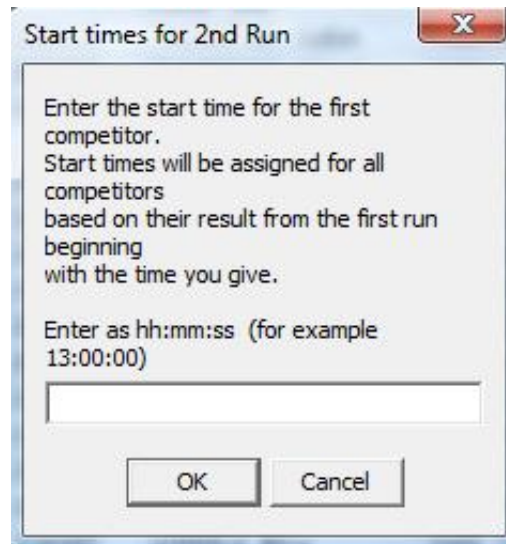 Start times for 2nd Run
Enter the start time for the first
competitor.
Start times will be assigned for all
competitors
based on their result from the first run
beginning
with the time you give.
Enter as hh:mm:ss (for example
13:00:00)
OK
Cancel